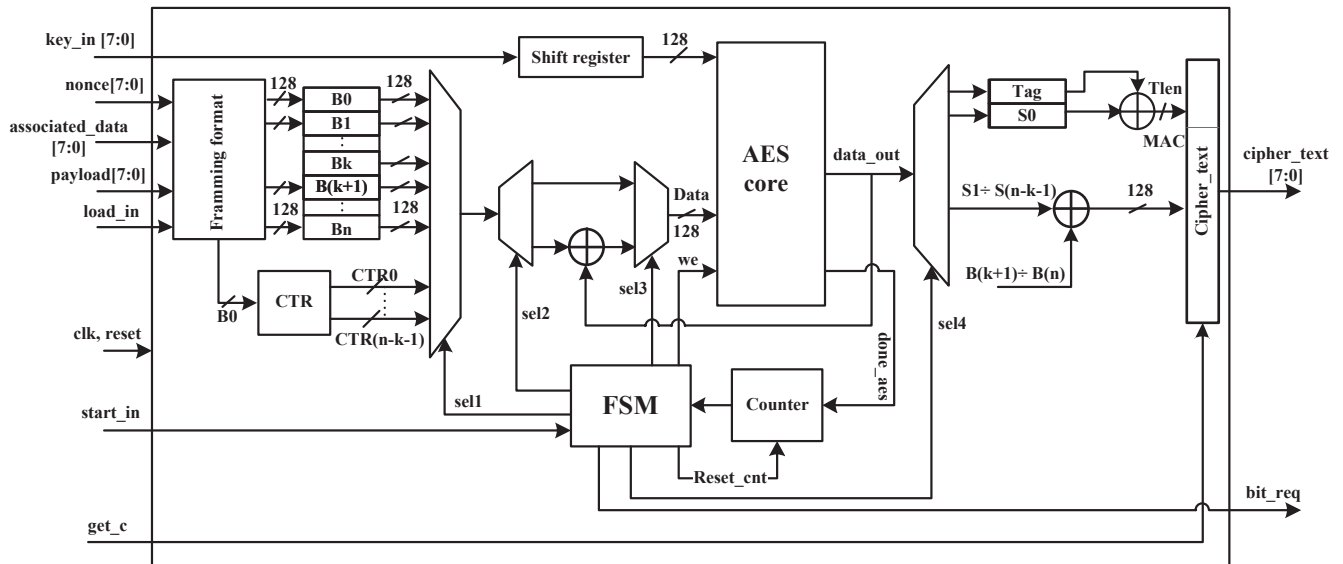 key_in [7:0]
Shift register
128
nonce[7:0]
associated_data
[7:0]
payload[7:0]
load_in
Framming format
128
128
128
128
B0
B1
Bk
B(k+1)
Bn
128
128
B0
CTR
CTR0
CTR(n-k-1)
AES
core
Data
128
we
sel3
sel2
sel1
data_out
done_aes
sel4
Tag
S0
Tlen
MAC
S1÷ S(n-k-1)
128
B(k+1)÷ B(n)
Cipher_text
cipher_text
[7:0]
clk, reset
start_in
FSM
Counter
Reset_cnt
bit_req
get_c